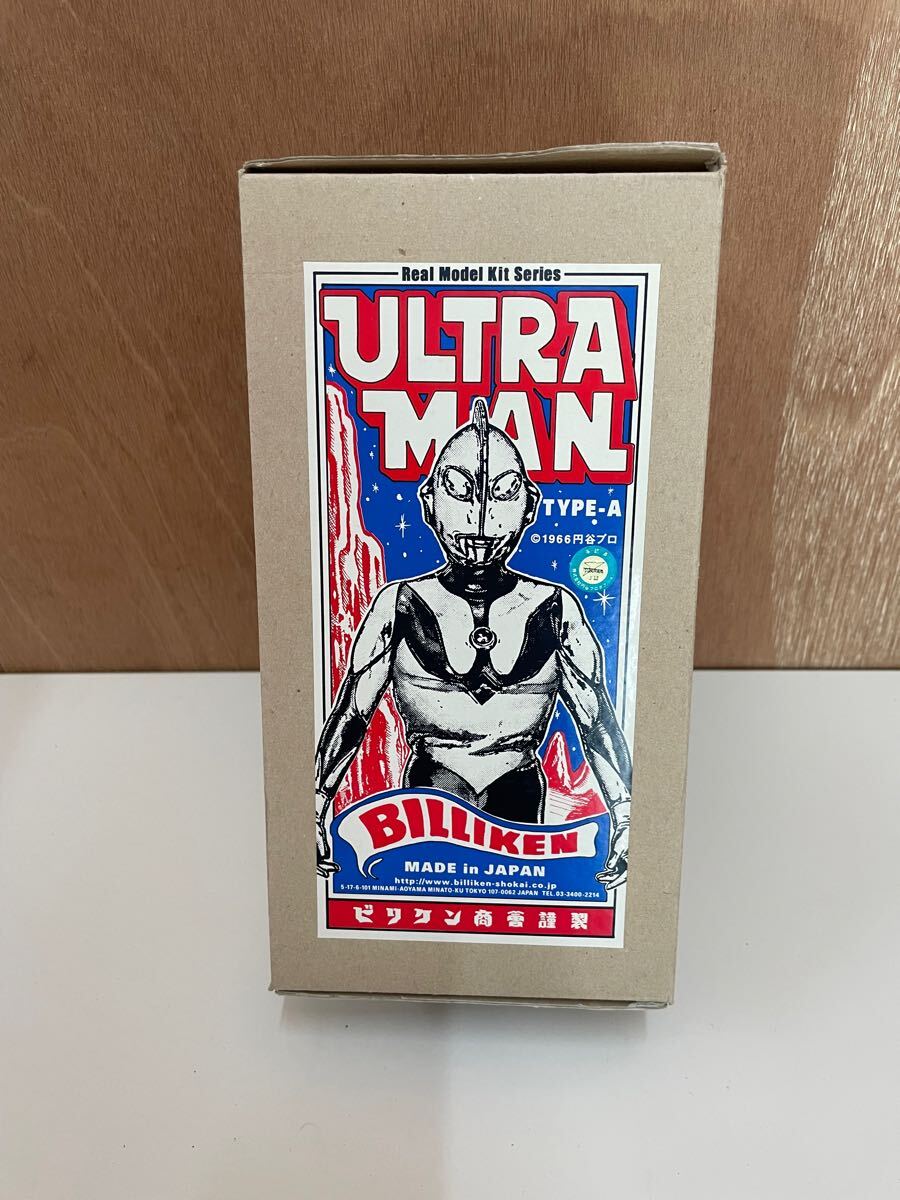 Real Model Kit Series
ULTRA
MAN
TYPE-A
©1966円谷プロ
BILLIKEN
MADE in JAPAN
http://www.billiken-shokai.co.jp
5-17-6-101 MINAMI-AOYAMA MINATO-KU TOKYO 107-0062 JAPAN TEL.03-3400-2214
ビリケン商會謹製